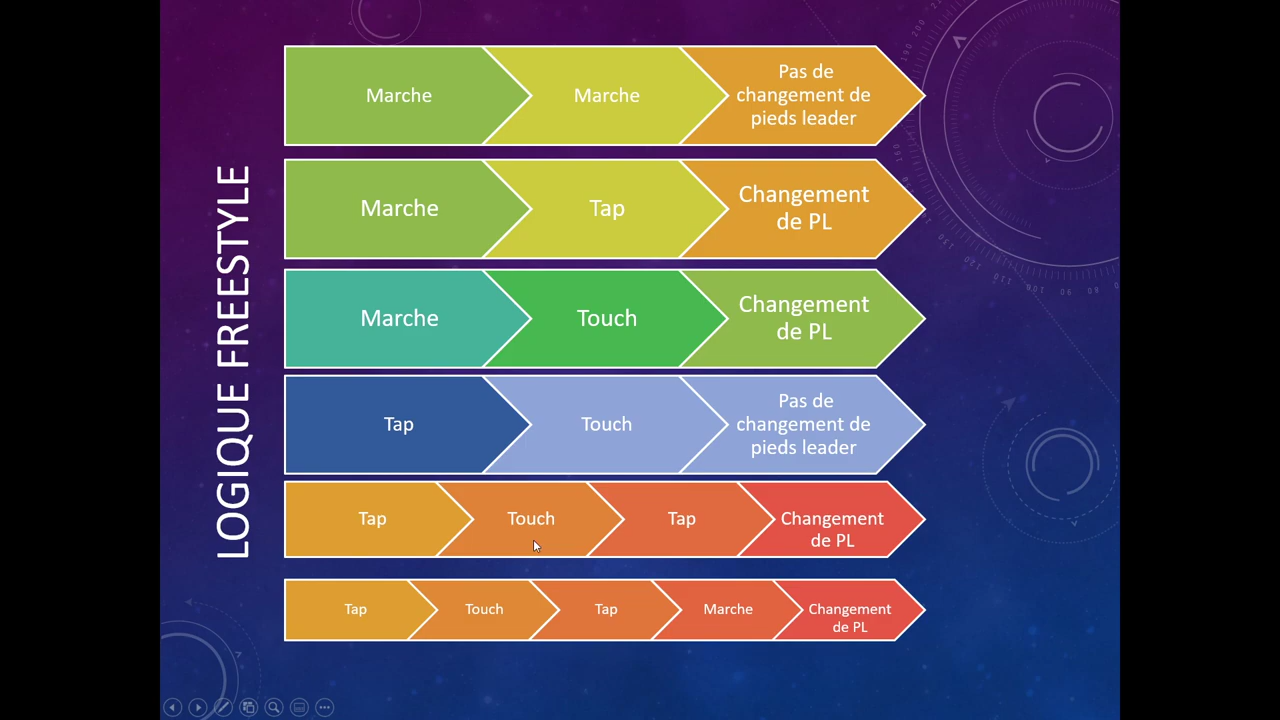 LOGIQUE FREESTYLE
Marche
Marche
Pas de
changement de
pieds leader
Marche
Tap
Changement
de PL
Marche
Touch
Changement
de PL
Tap
Touch
Pas de
changement de
pieds leader
Tap
Touch
Tap
Changement
de PL
Tap
Touch
Tap
Marche
Changement
de PL